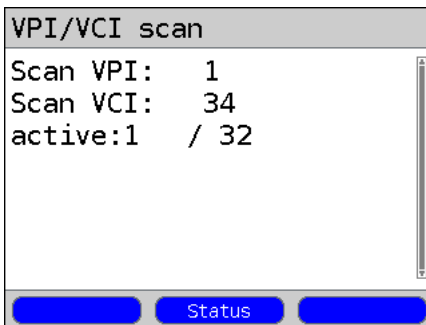 VPI/VCI scan
Scan VPI: 1
Scan VCI: 34
active:1 / 32
Status